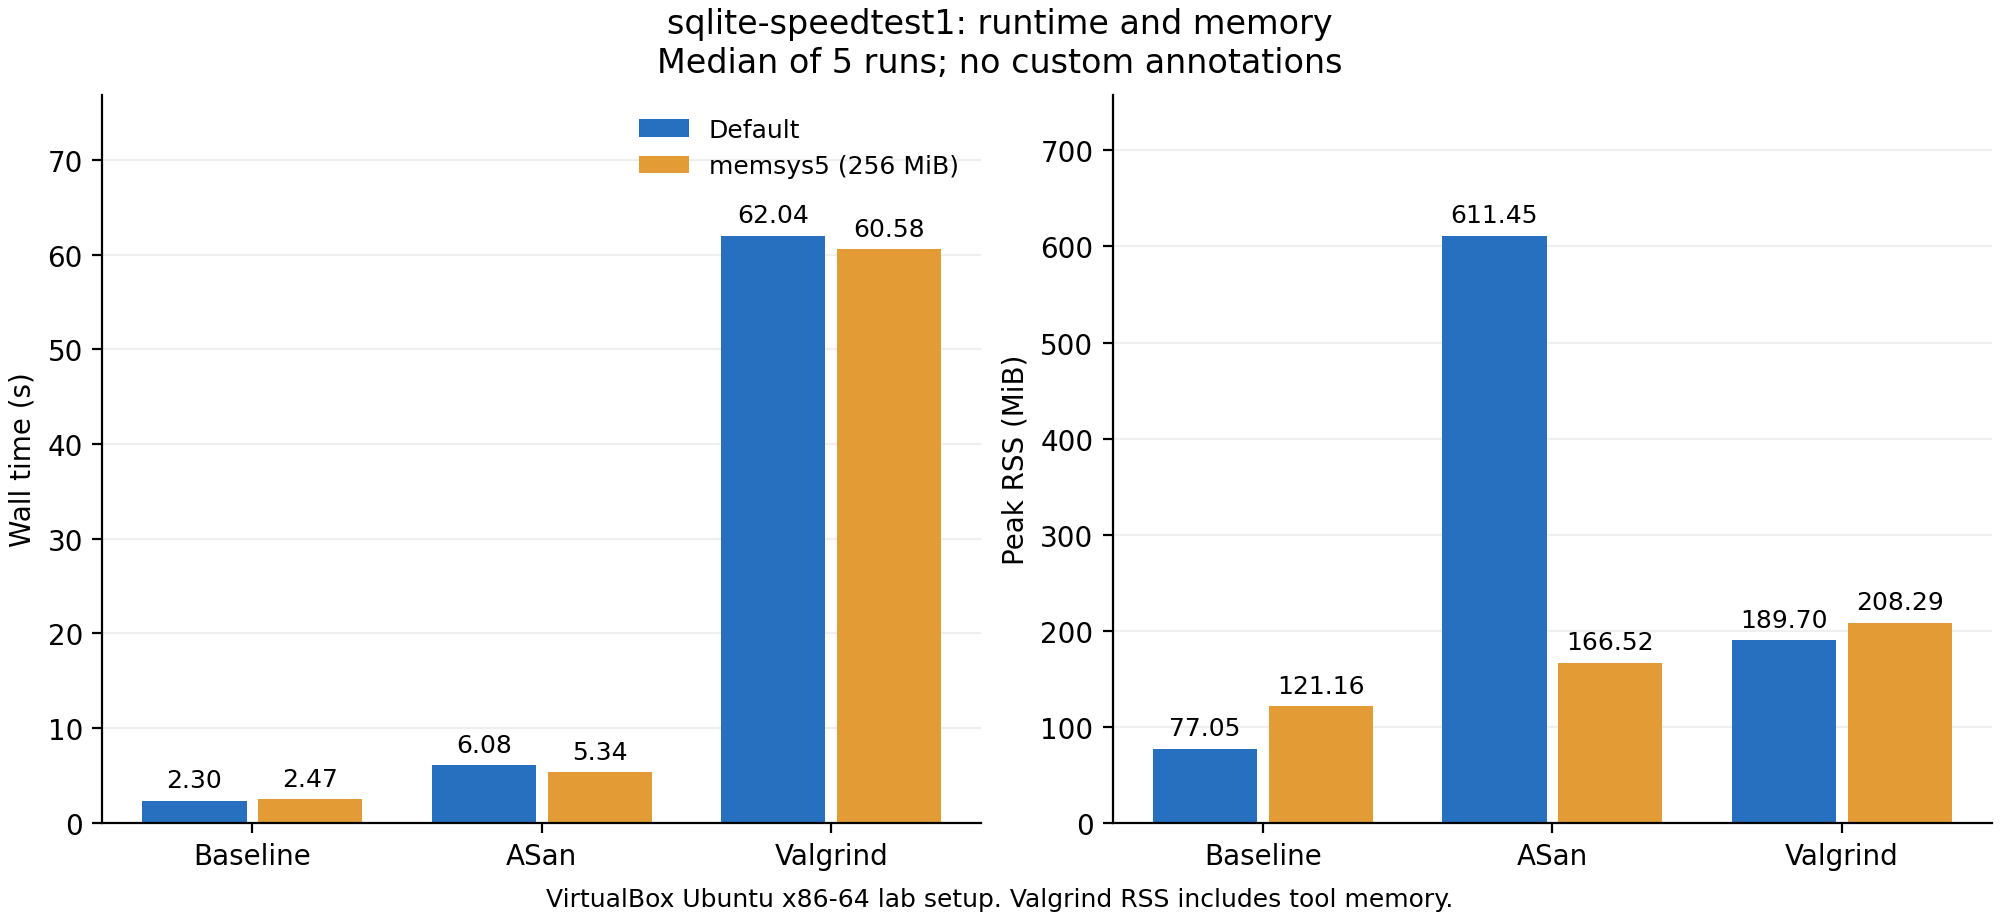 sqlite-speedtest1: runtime and memory
Median of 5 runs; no custom annotations
Default
memsys5 (256 MiB)
Wall time (s)
70
60
50
40
30
20
10
0
62.04
60.58
6.08
5.34
2.30
2.47
Baseline
ASan
Valgrind
Peak RSS (MiB)
700
600
500
400
300
200
100
0
611.45
208.29
189.70
166.52
121.16
77.05
Baseline
ASan
Valgrind
VirtualBox Ubuntu x86-64 lab setup. Valgrind RSS includes tool memory.